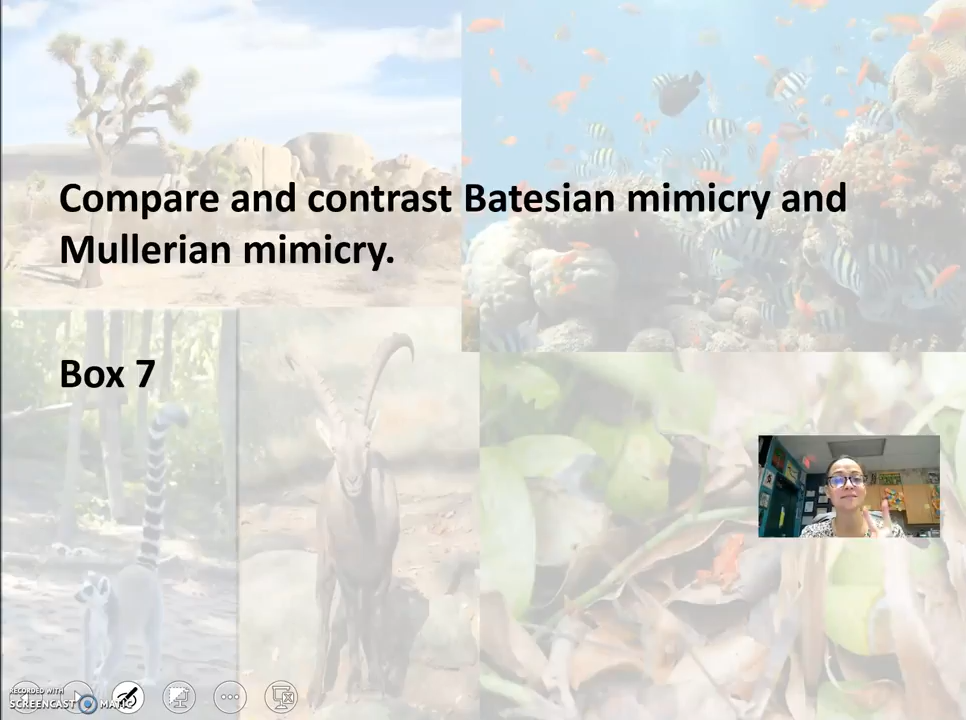 Compare and contrast Batesian mimicry and
Mullerian mimicry.
Box 7
RECORDED WITH
SCREENCAST MATIC